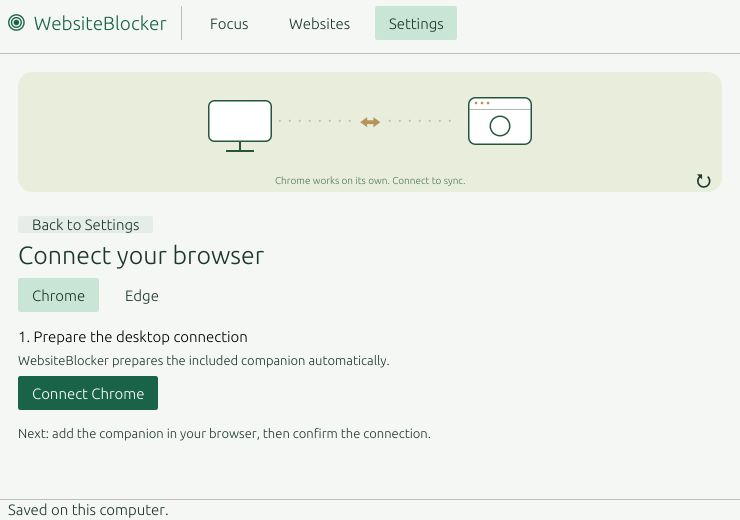 WebsiteBlocker
Focus
Websites
Settings
Chrome works on its own. Connect to sync.
Back to Settings
Connect your browser
Chrome
Edge
1. Prepare the desktop connection
WebsiteBlocker prepares the included companion automatically.
Connect Chrome
Next: add the companion in your browser, then confirm the connection.
Saved on this computer.